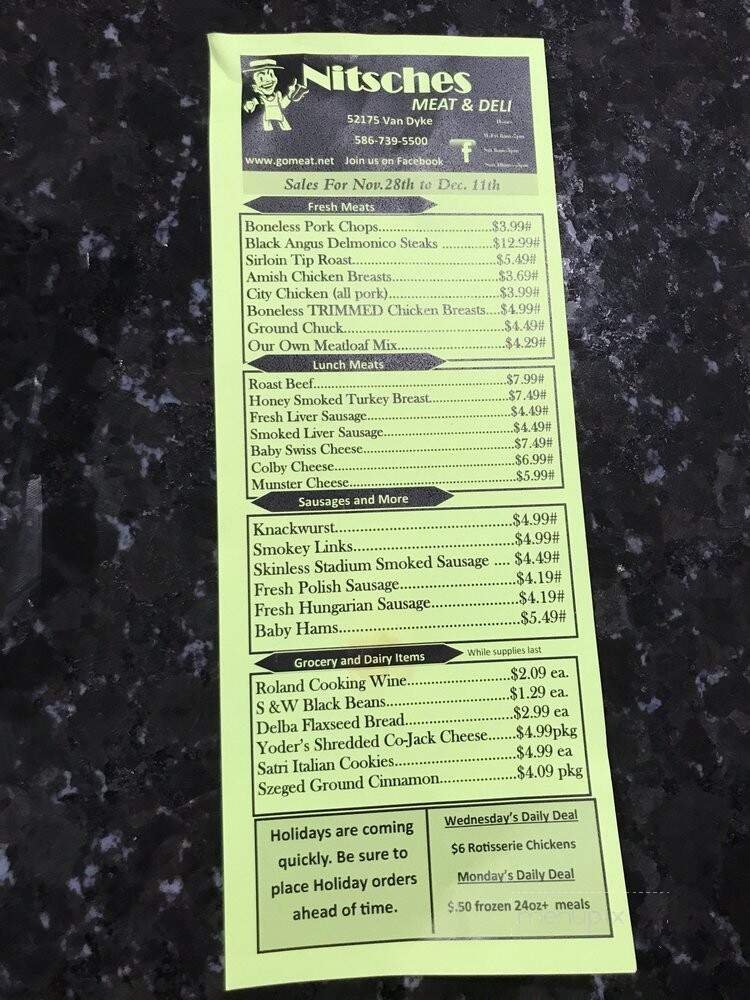 Nitsches
MEAT & DELI
52175 Van Dyke
586-739-5500
www.gomeat.net Join us on Facebook
f
Sales For Nov.28th to Dec. 11th
Fresh Meats
Boneless Pork Chops..............................$3.99#
Black Angus Delmonico Steaks .............$12.99#
Sirloin Tip Roast......................................$5.49#
Amish Chicken Breasts............................$3.69#
City Chicken (all pork)............................$3.99#
Boneless TRIMMED Chicken Breasts....$4.99#
Ground Chuck..........................................$4.49#
Our Own Meatloaf Mix............................$4.29#
Lunch Meats
Roast Beef..................................................$7.99#
Honey Smoked Turkey Breast....................$7.49#
Fresh Liver Sausage.....................................$4.49#
Smoked Liver Sausage.................................$4.49#
Baby Swiss Cheese.......................................$7.49#
Colby Cheese...............................................$6.99#
Munster Cheese...........................................$5.99#
Sausages and More
Knackwurst.............................................$4.99#
Smokey Links.........................................$4.99#
Skinless Stadium Smoked Sausage .... $4.49#
Fresh Polish Sausage.............................$4.19#
Fresh Hungarian Sausage.....................$4.19#
Baby Hams.............................................$5.49#
Grocery and Dairy Items
While supplies last
Roland Cooking Wine.........................$2.09 ea.
S &W Black Beans...............................$1.29 ea.
Delba Flaxseed Bread..........................$2.99 ea
Yoder's Shredded Co-Jack Cheese......$4.99pkg
Satri Italian Cookies.............................$4.99 ea
Szeged Ground Cinnamon...................$4.09 pkg
Holidays are coming
quickly. Be sure to
place Holiday orders
ahead of time.
Wednesday's Daily Deal
$6 Rotisserie Chickens
Monday's Daily Deal
$.50 frozen 24oz+ meals